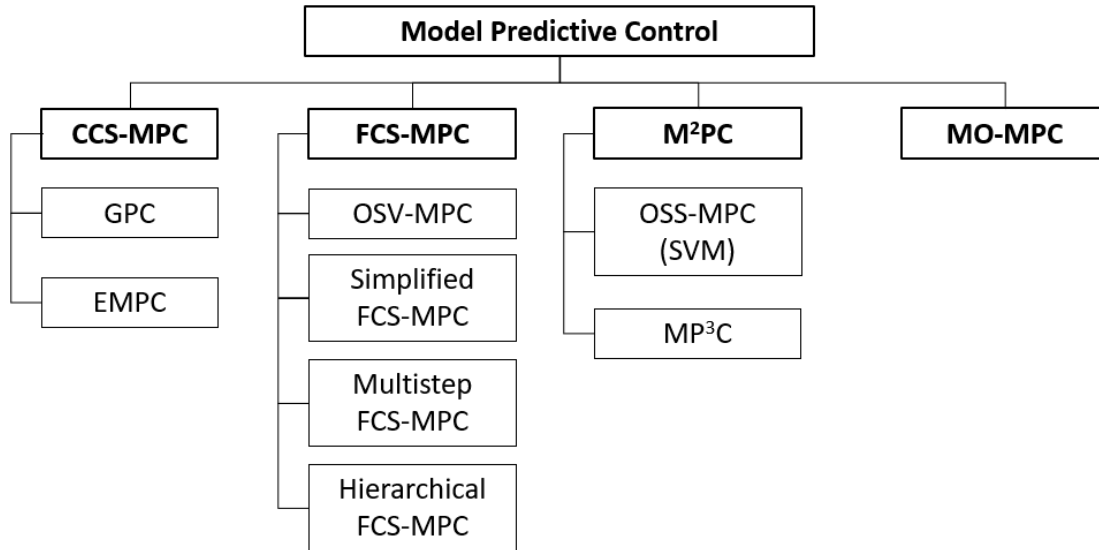 Model Predictive Control
CCS-MPC
GPC
EMPC
FCS-MPC
OSV-MPC
Simplified
FCS-MPC
Multistep
FCS-MPC
Hierarchical
FCS-MPC
M²PC
OSS-MPC
(SVM)
MP³C
MO-MPC